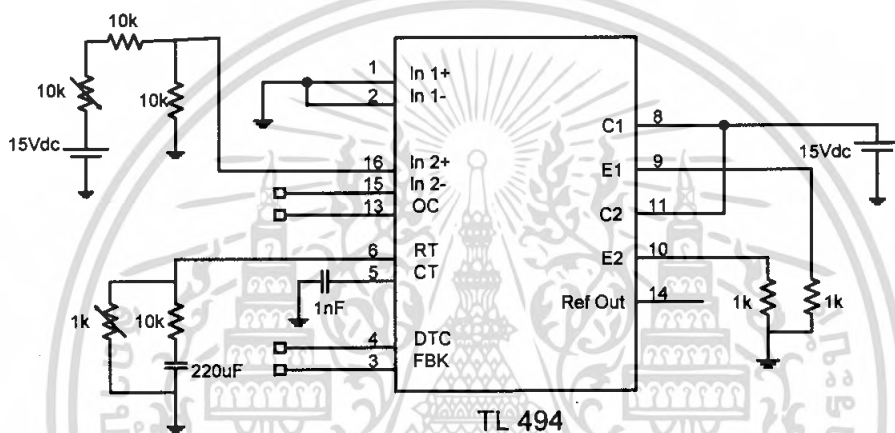 10k
10k
10k
15Vdc
1 In 1+
2 In 1-
16 In 2+
15 In 2-
13 OC
6 RT
5 CT
1nF
1k
10k
220uF
4 DTC
3 FBK
C1 8
E1 9
C2 11
E2 10
Ref Out 14
15Vdc
1k
1k
TL 494